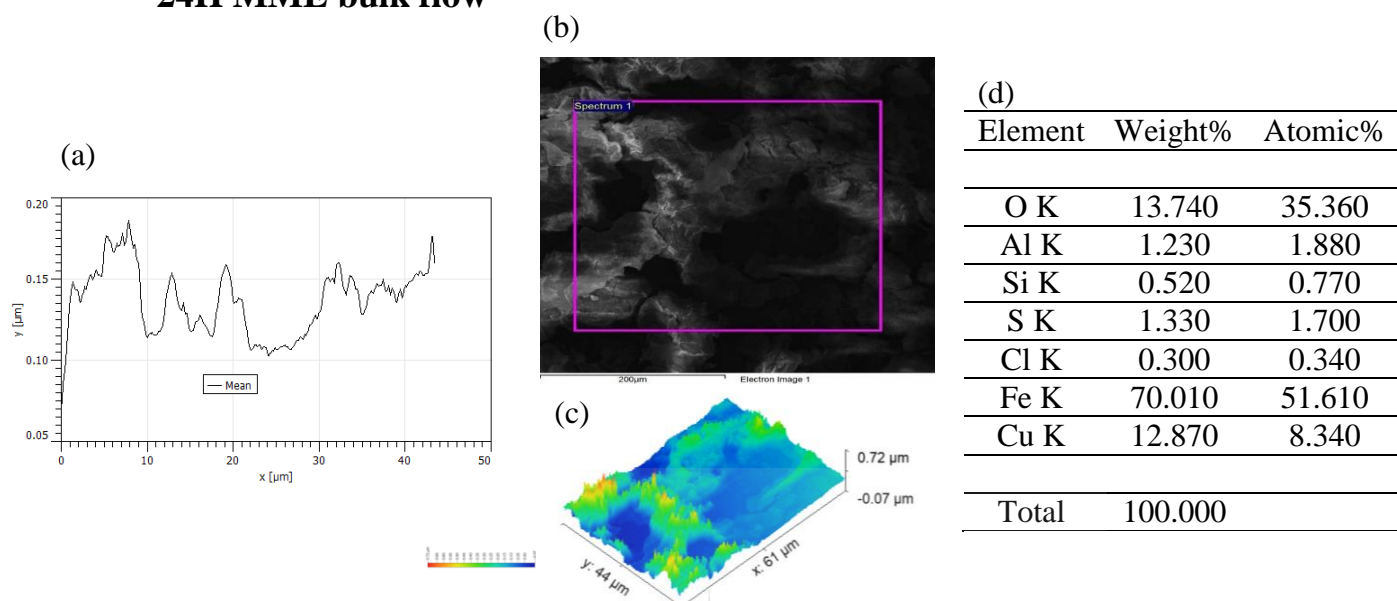 24H MME bulk flow
(b)
Spectrum 1
200µm Electron Image 1
(a)
0.20
0.15
0.10
0.05
y [µm]
Mean
0 10 20 30 40 50
x [µm]
(c)
0.72 µm
-0.07 µm
y: 44 µm
x: 61 µm
(d)
Element Weight% Atomic%
O K 13.740 35.360
Al K 1.230 1.880
Si K 0.520 0.770
S K 1.330 1.700
Cl K 0.300 0.340
Fe K 70.010 51.610
Cu K 12.870 8.340
Total 100.000